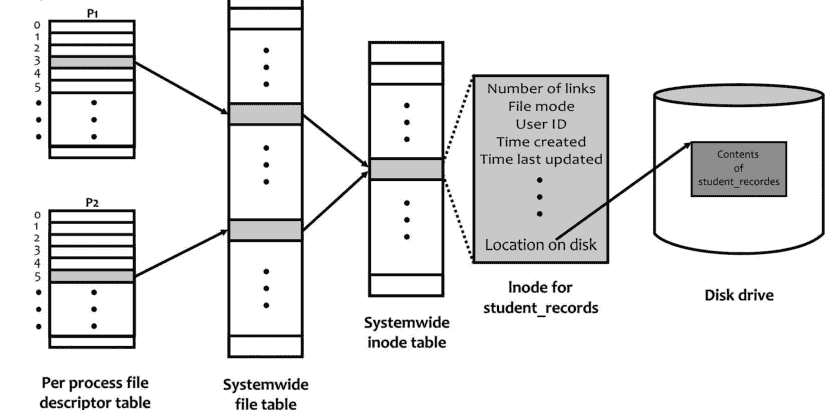 P1
0
1
2
3
4
5
P2
0
1
2
3
4
5
Per process file
descriptor table
Systemwide
file table
Systemwide
inode table
Number of links
File mode
User ID
Time created
Time last updated
Location on disk
Inode for
student_records
Contents
of
student_recordes
Disk drive